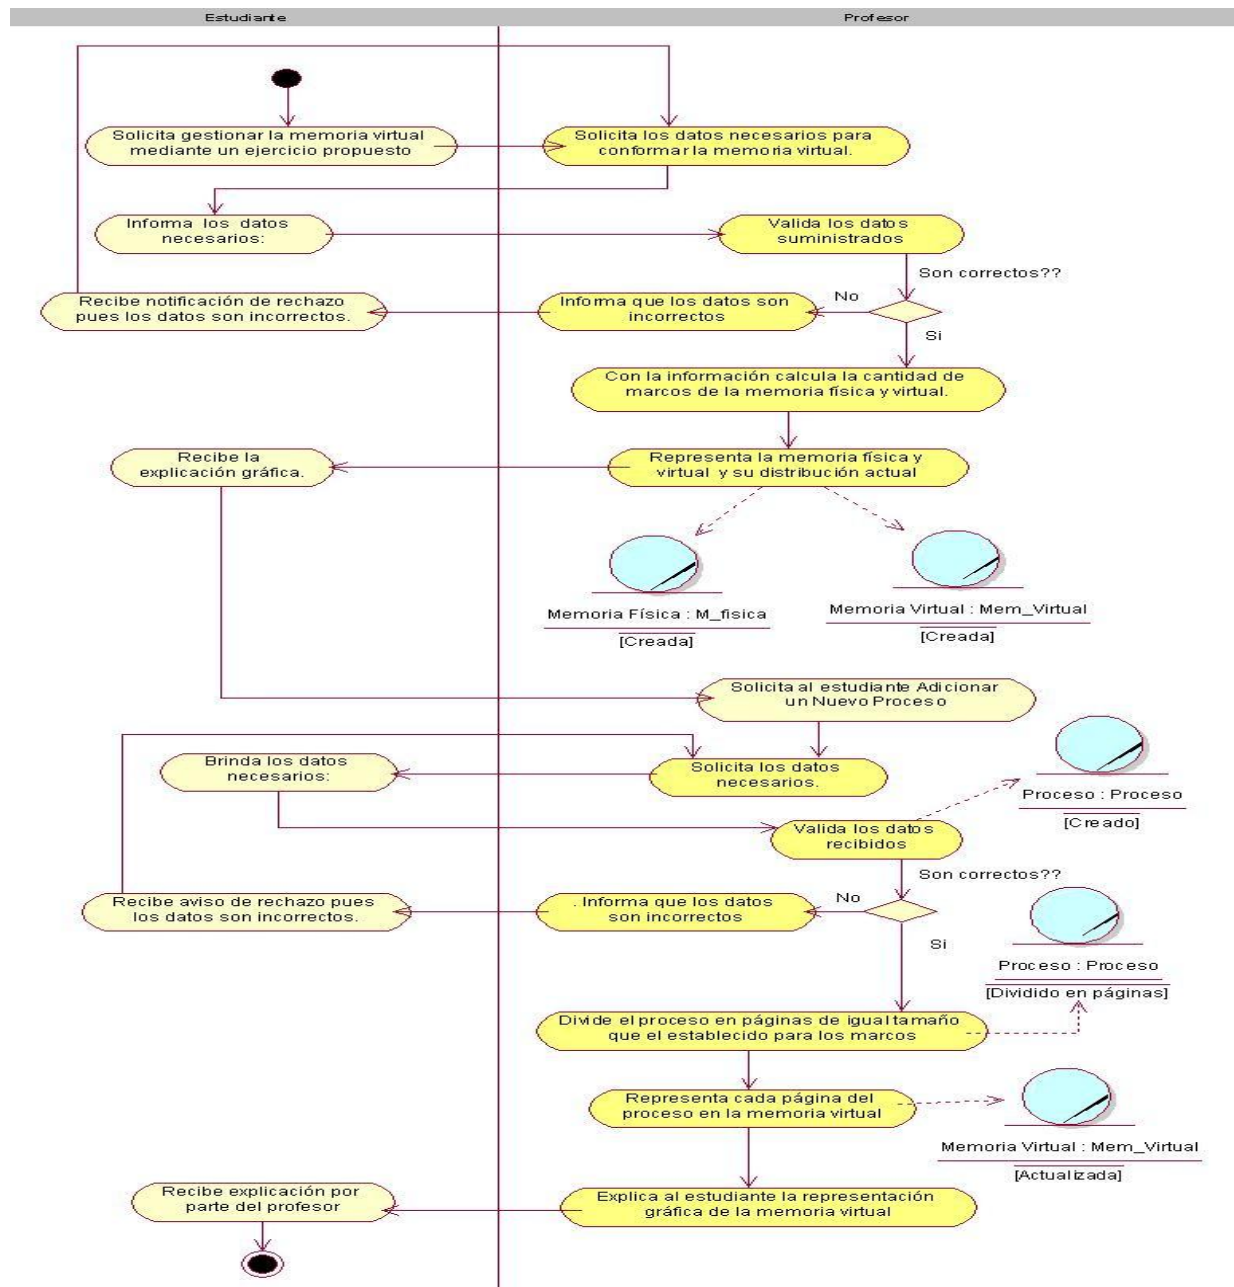 Estudiante
Profesor
Solicita gestionar la memoria virtual
mediante un ejercicio propuesto
Solicita los datos necesarios para
conformar la memoria virtual.
Informa los datos
necesarios:
Valida los datos
suministrados
Son correctos??
Recibe notificación de rechazo
pues los datos son incorrectos.
Informa que los datos son
incorrectos
No
Si
Con la información calcula la cantidad de
marcos de la memoria física y virtual.
Recibe la
explicación gráfica.
Representa la memoria física y
virtual y su distribución actual
Memoria Física : M_fisica
[Creada]
Memoria Virtual : Mem_Virtual
[Creada]
Solicita al estudiante Adicionar
un Nuevo Proceso
Brinda los datos
necesarios:
Solicita los datos
necesarios.
Proceso : Proceso
[Creado]
Valida los datos
recibidos
Son correctos??
Recibe aviso de rechazo pues
los datos son incorrectos.
. Informa que los datos
son incorrectos
No
Si
Proceso : Proceso
[Dividido en páginas]
Divide el proceso en páginas de igual tamaño
que el establecido para los marcos
Representa cada página del
proceso en la memoria virtual
Memoria Virtual : Mem_Virtual
[Actualizada]
Recibe explicación por
parte del profesor
Explica al estudiante la representación
gráfica de la memoria virtual